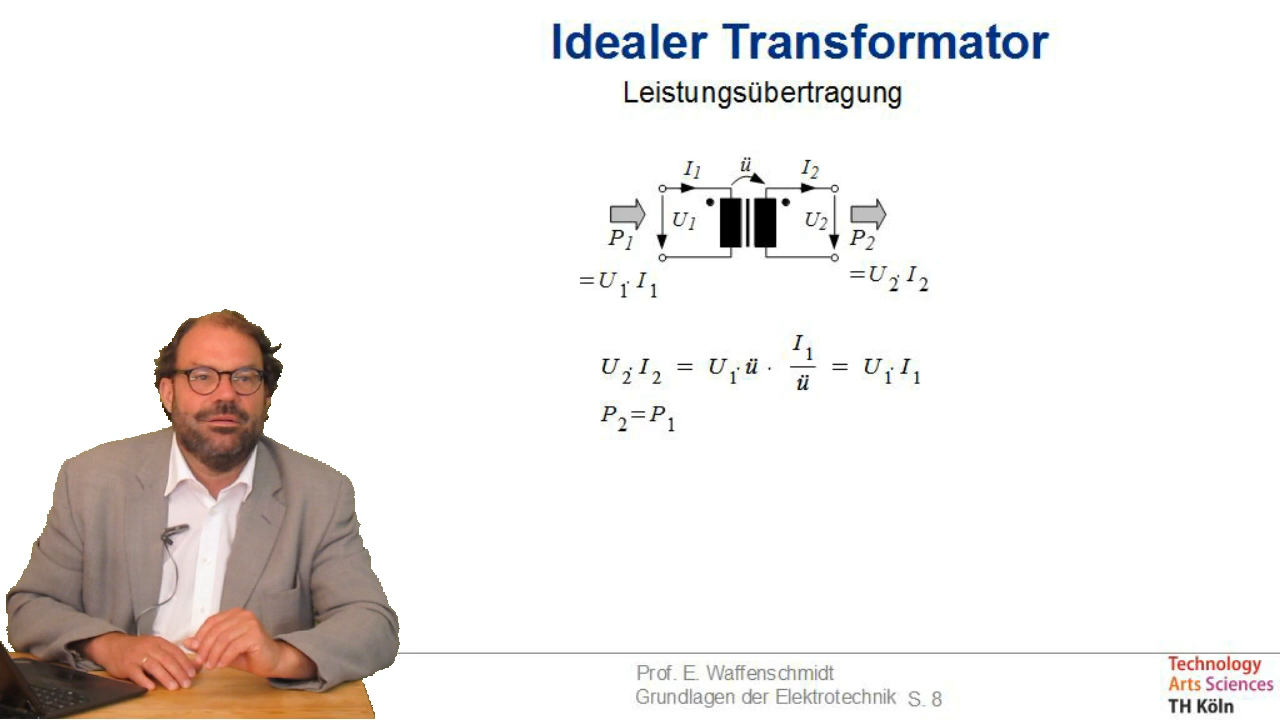 Idealer Transformator
Leistungsübertragung
I1 ü I2
U1 U2
P1 P2
=U1·I1 =U2·I2
U2·I2 = U1·ü · I1/ü = U1·I1
P2=P1
Prof. E. Waffenschmidt
Grundlagen der Elektrotechnik S. 8
Technology
Arts Sciences
TH Köln